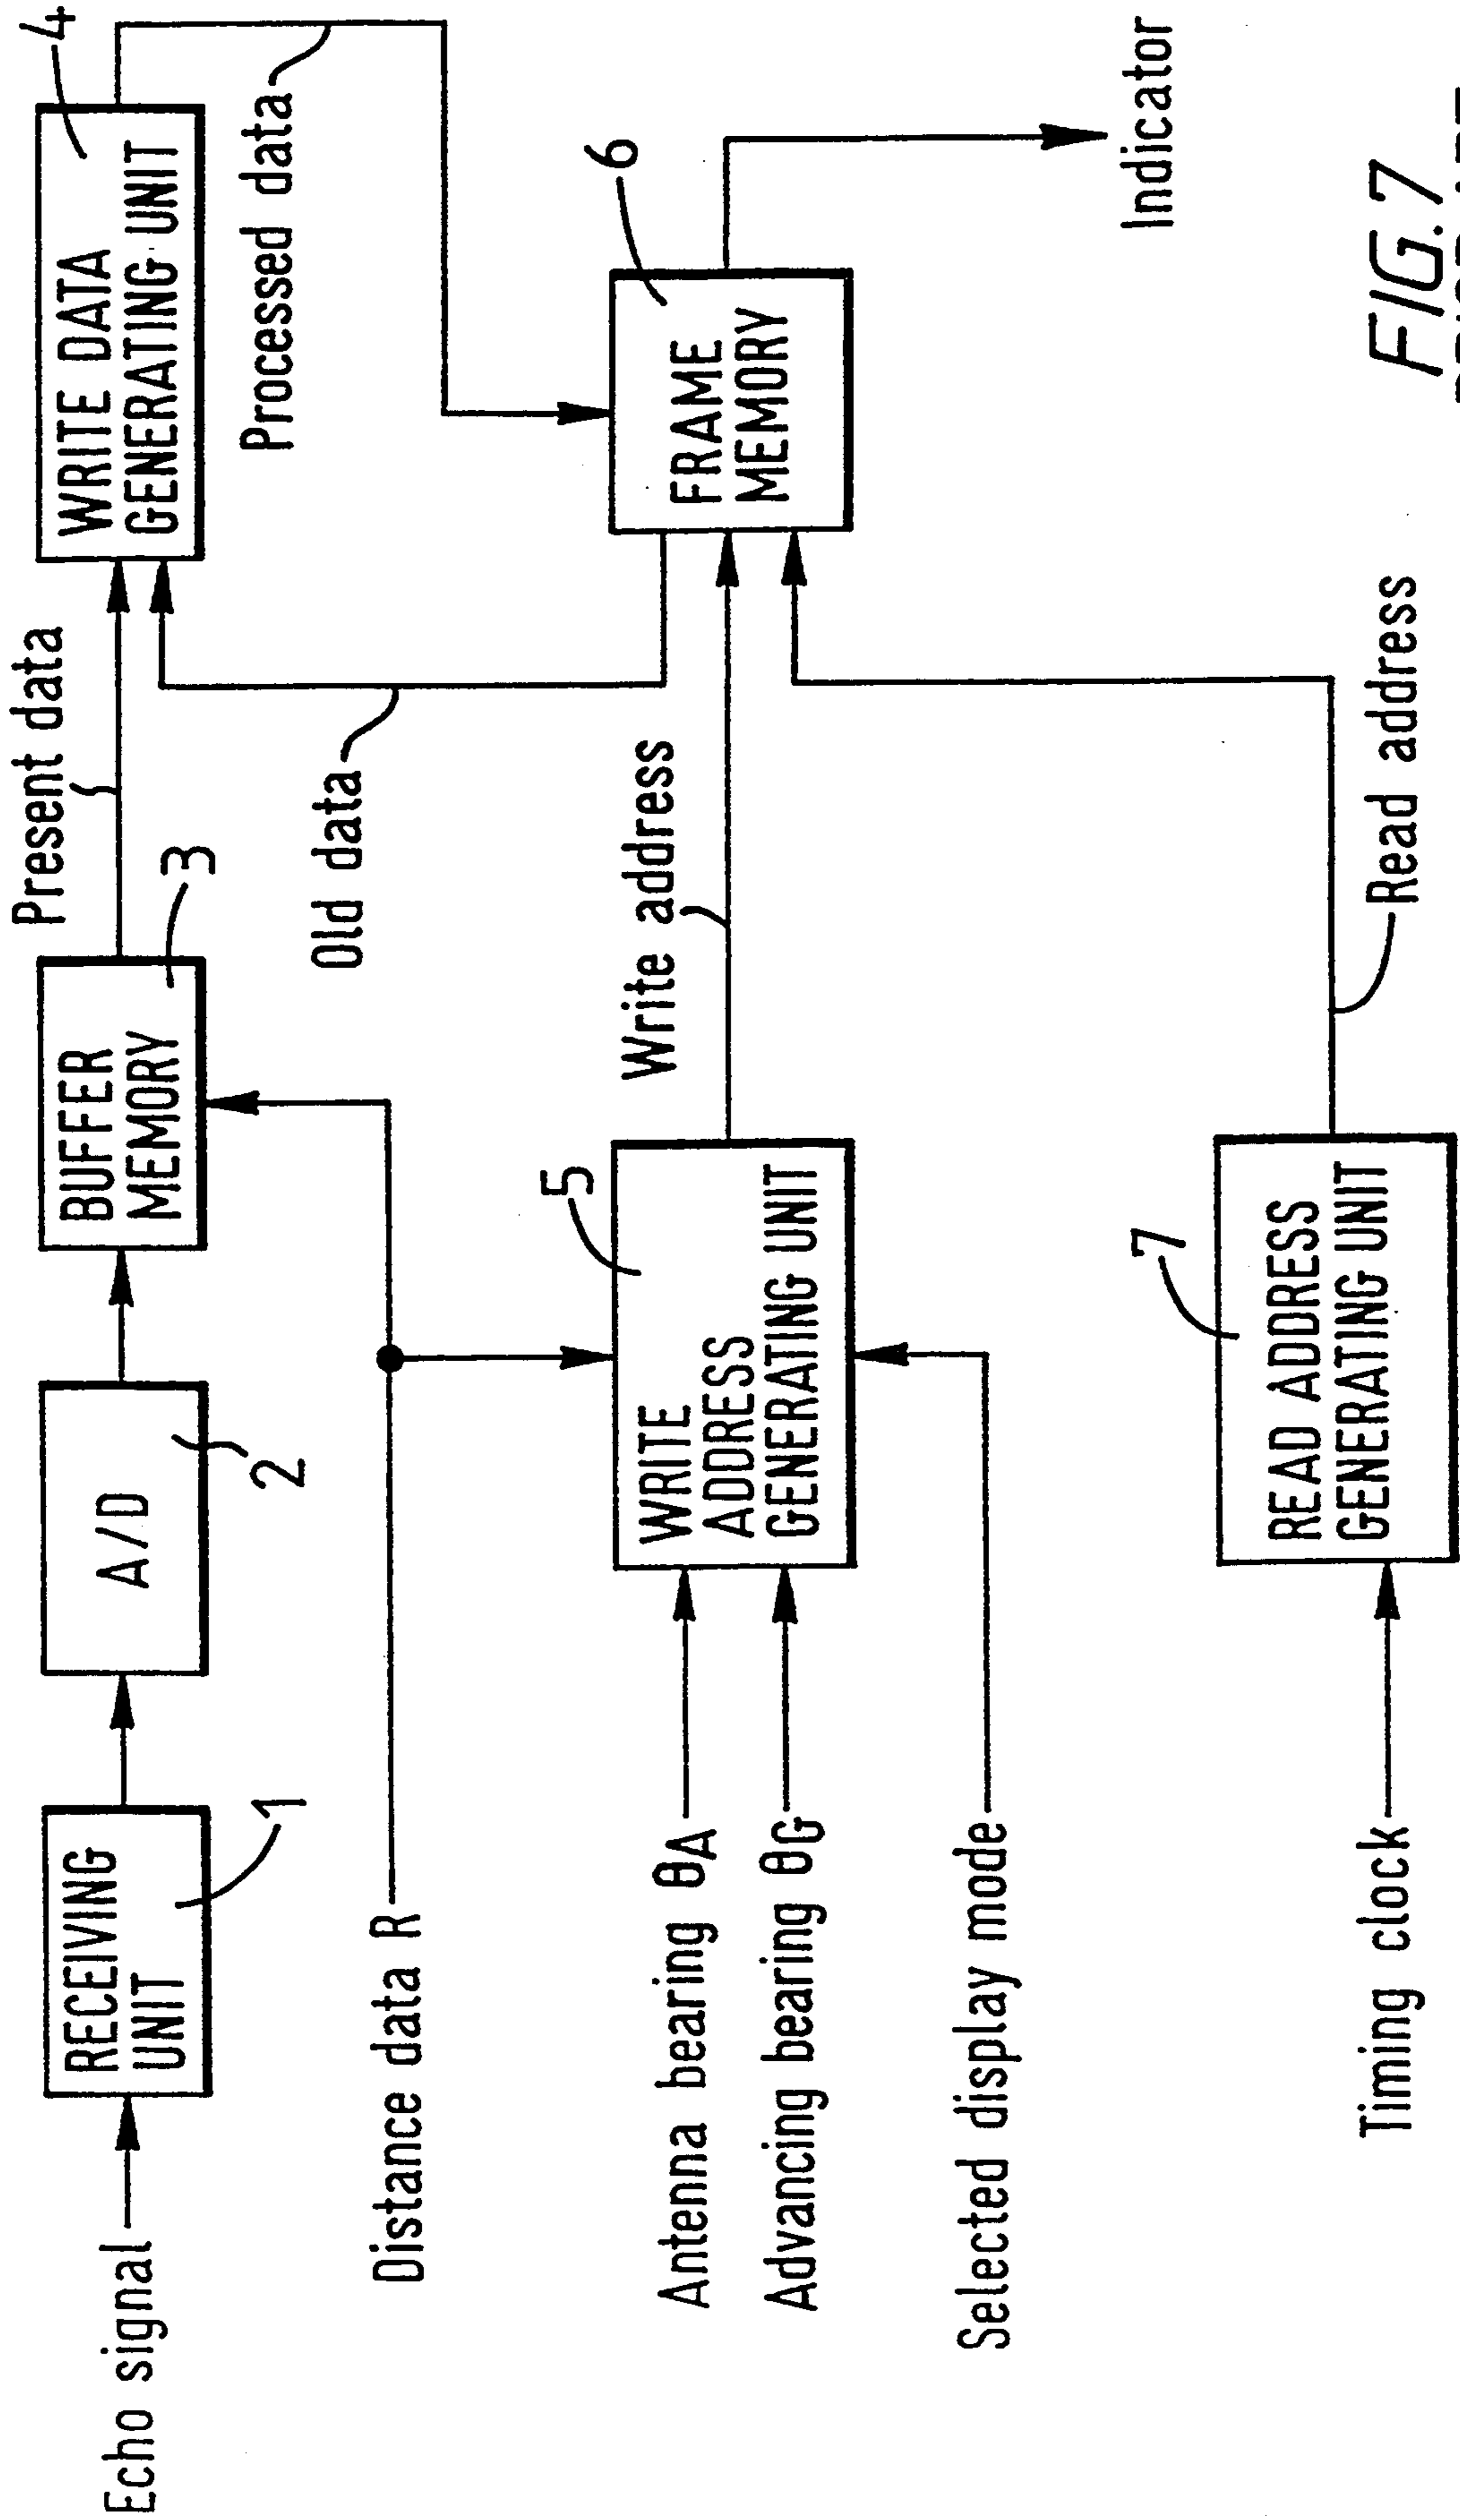 Echo signal
RECEIVING
UNIT
1
A/D
2
BUFFER
MEMORY
3
Present data
WRITE DATA
GENERATING UNIT
4
Processed data
Old data
Distance data R
Antenna bearing θA
Advancing bearing θG
Selected display mode
WRITE
ADDRESS
GENERATING UNIT
5
Write address
FRAME
MEMORY
6
Indicator
Timing clock
READ ADDRESS
GENERATING UNIT
7
Read address
FIG.7